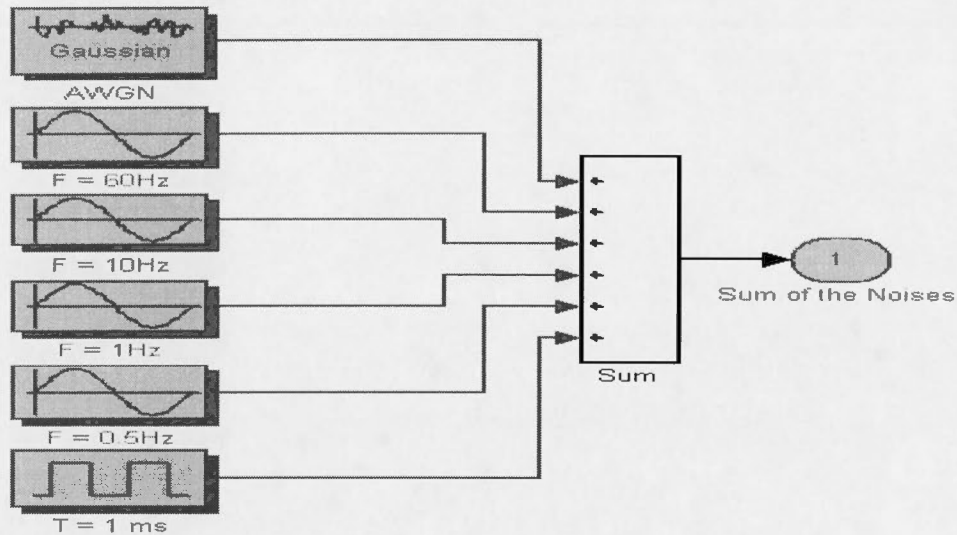 Gaussian
AWGN
F = 60Hz
F = 10Hz
F = 1Hz
F = 0.5Hz
T = 1 ms
Sum
1
Sum of the Noises